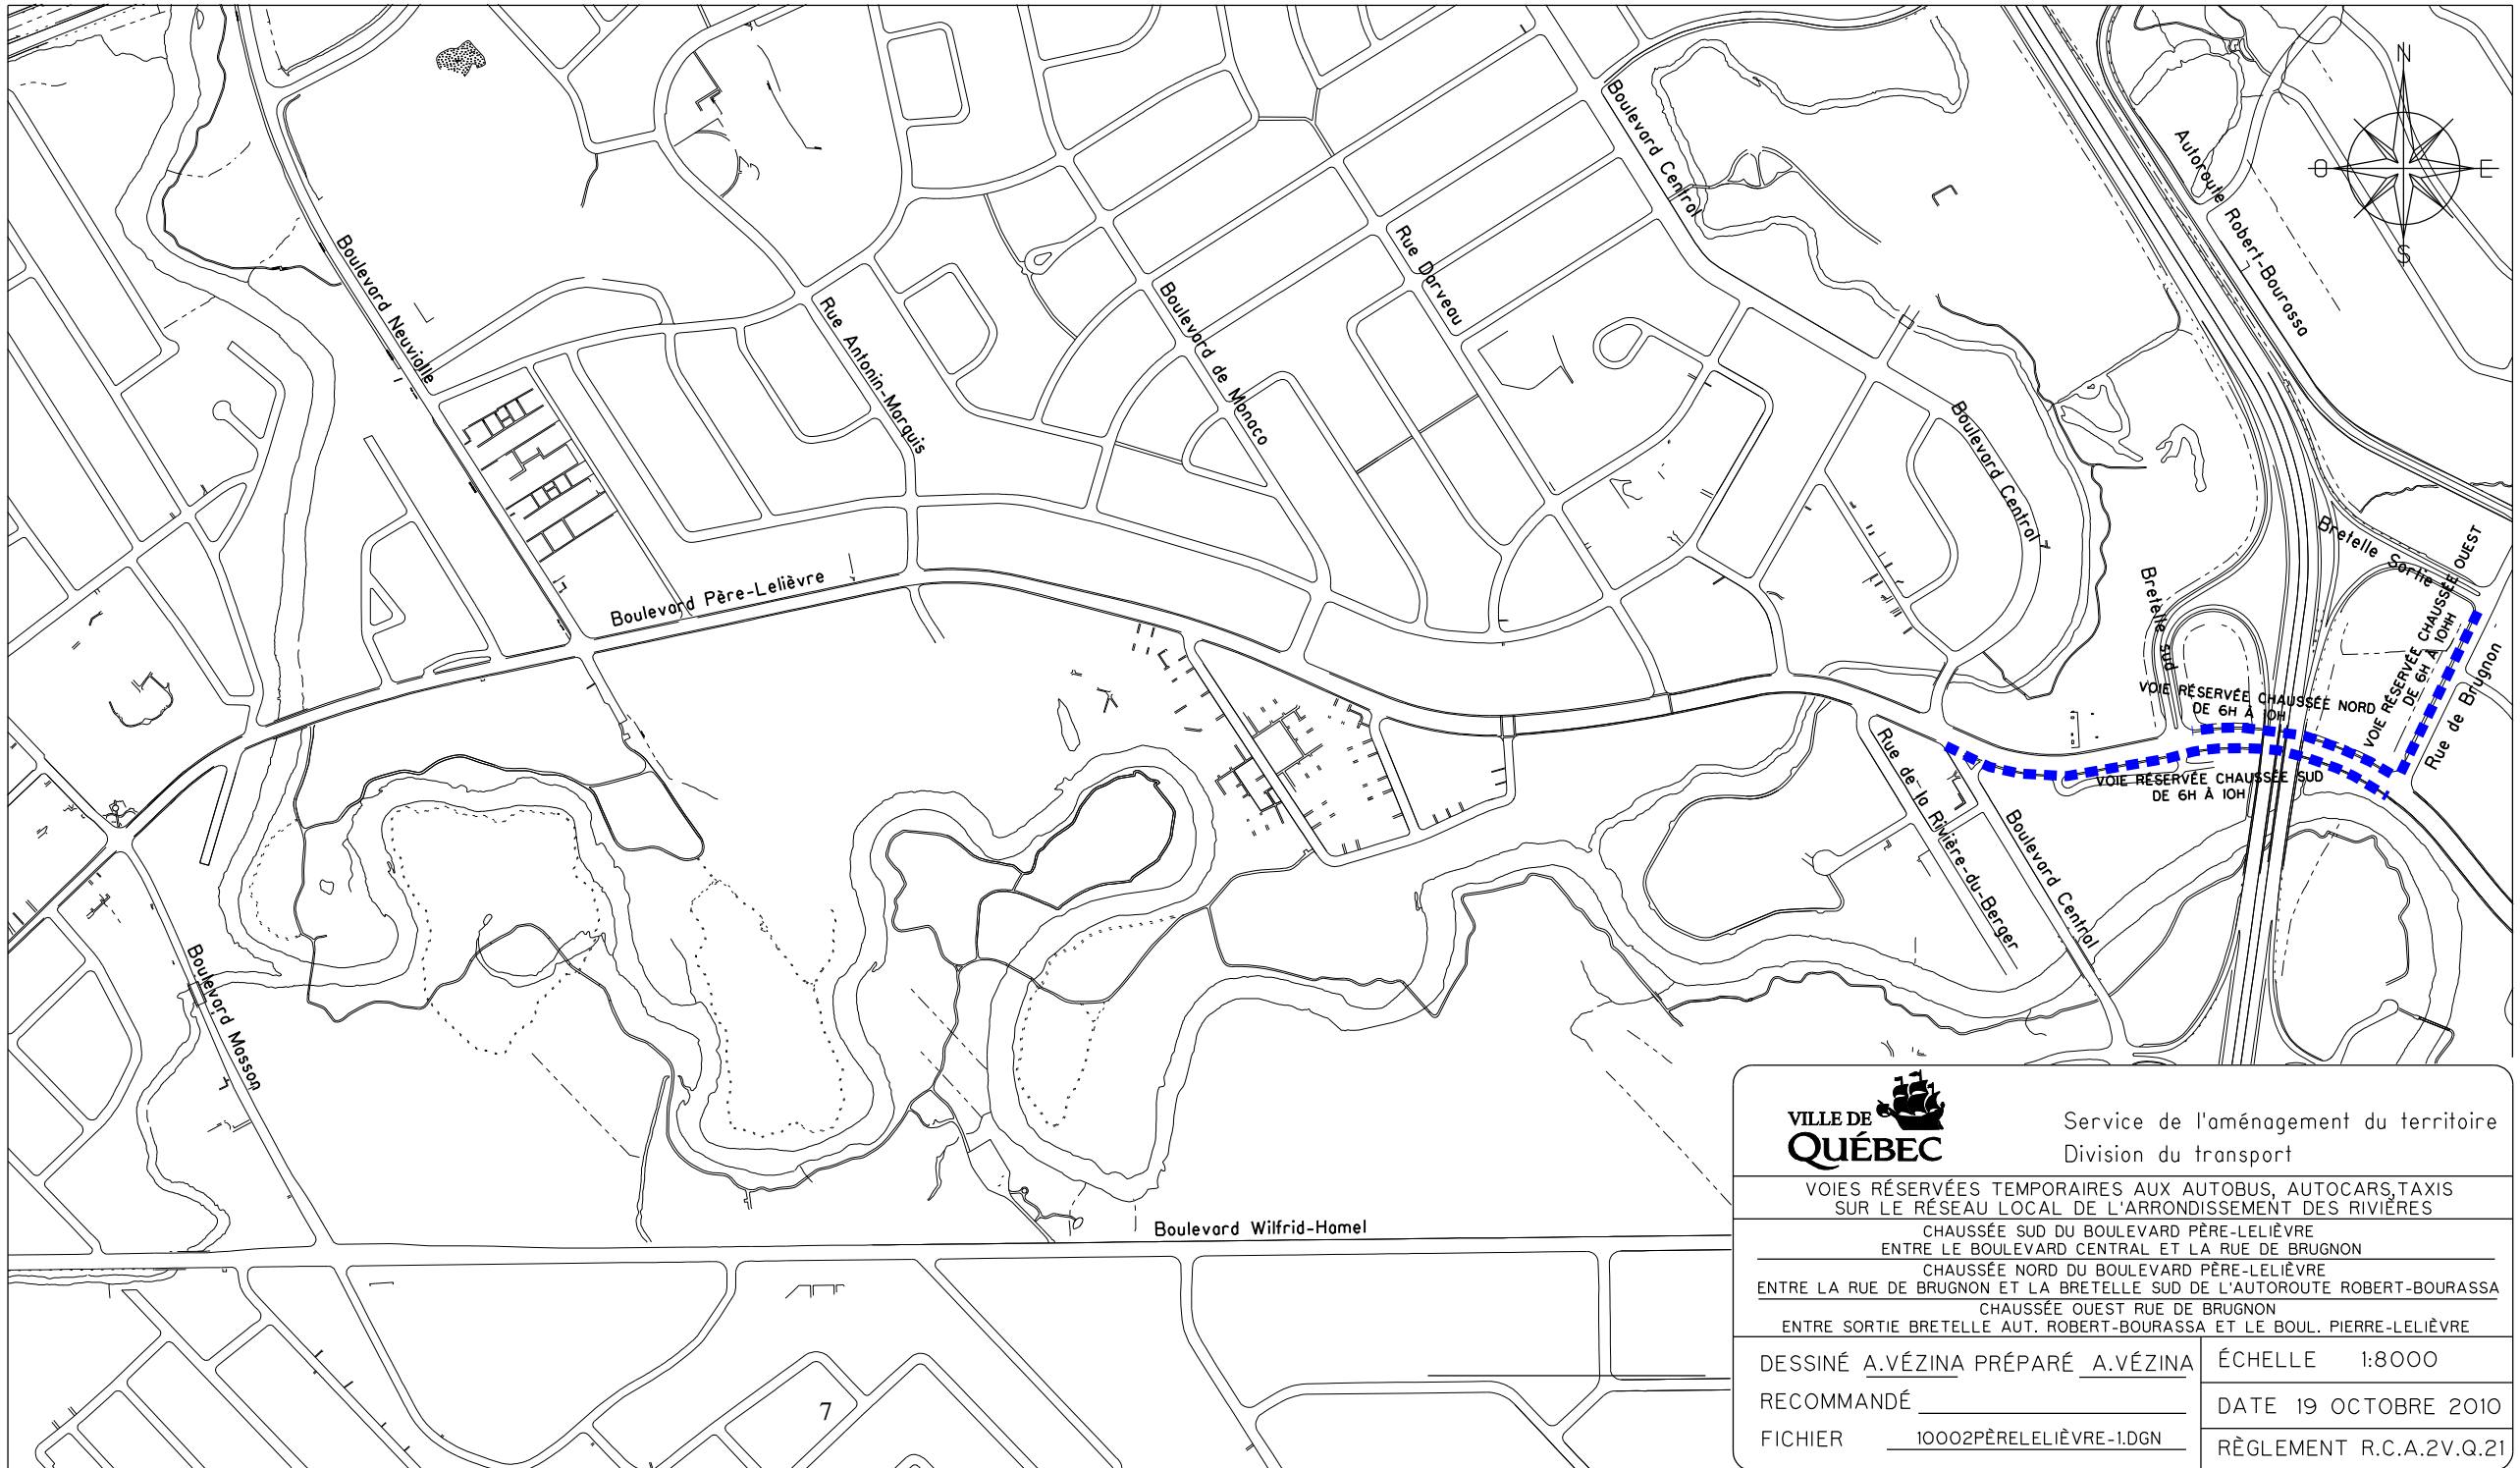 N
O
E
S
Boulevard Central
Autoroute Robert-Bourassa
Boulevard Neuvialle
Rue Antonin-Marquis
Boulevard de Monaco
Rue Darveau
Boulevard Central
Bretelle Sortie
Bretelle sud
Boulevard Père-Lelièvre
VOIE RÉSERVÉE CHAUSSÉE OUEST
DE 6H À 10HH
VOIE RÉSERVÉE CHAUSSÉE NORD
DE 6H À 10H
Rue de Brugnon
VOIE RÉSERVÉE CHAUSSÉE SUD
DE 6H À 10H
Rue de la Rivière-du-Berger
Boulevard Central
Boulevard Masson
Boulevard Wilfrid-Hamel
7
VILLE DE
QUÉBEC
Service de l'aménagement du territoire
Division du transport
VOIES RÉSERVÉES TEMPORAIRES AUX AUTOBUS, AUTOCARS,TAXIS
SUR LE RÉSEAU LOCAL DE L'ARRONDISSEMENT DES RIVIÈRES
CHAUSSÉE SUD DU BOULEVARD PÈRE-LELIÈVRE
ENTRE LE BOULEVARD CENTRAL ET LA RUE DE BRUGNON
CHAUSSÉE NORD DU BOULEVARD PÈRE-LELIÈVRE
ENTRE LA RUE DE BRUGNON ET LA BRETELLE SUD DE L'AUTOROUTE ROBERT-BOURASSA
CHAUSSÉE OUEST RUE DE BRUGNON
ENTRE SORTIE BRETELLE AUT. ROBERT-BOURASSA ET LE BOUL. PIERRE-LELIÈVRE
DESSINÉ A.VÉZINA PRÉPARÉ A.VÉZINA
ÉCHELLE 1:8000
RECOMMANDÉ
DATE 19 OCTOBRE 2010
FICHIER 10002PÈRELELIÈVRE-1.DGN
RÈGLEMENT R.C.A.2V.Q.21